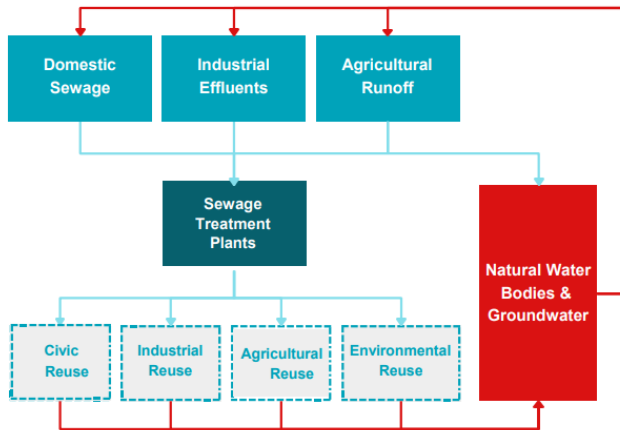 Domestic
Sewage
Industrial
Effluents
Agricultural
Runoff
Sewage
Treatment
Plants
Natural Water
Bodies &
Groundwater
Civic
Reuse
Industrial
Reuse
Agricultural
Reuse
Environmental
Reuse